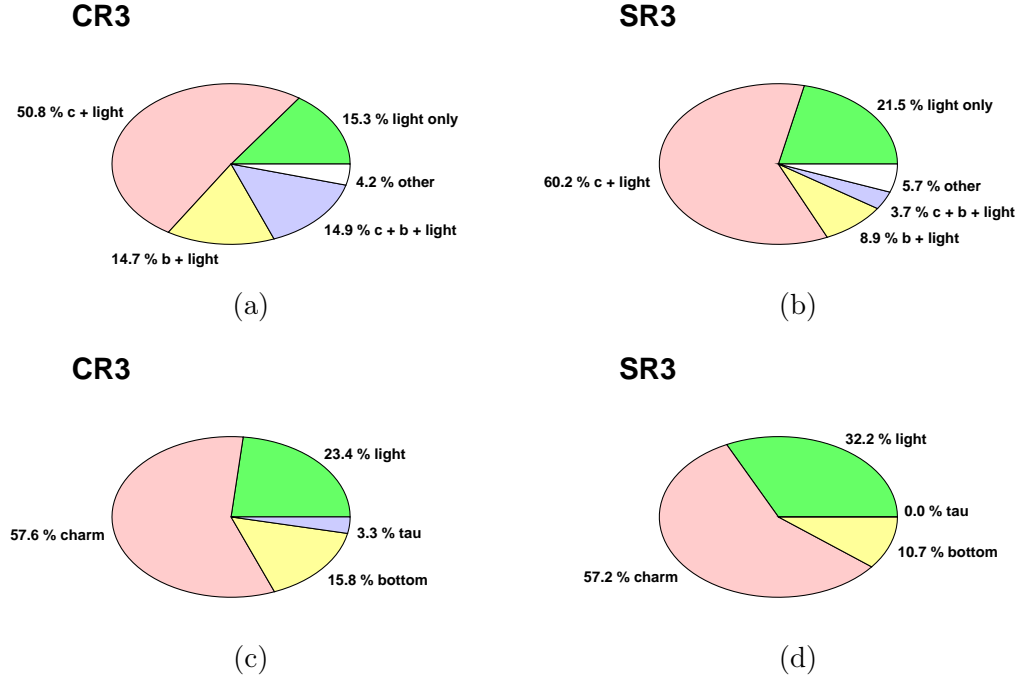 CR3
50.8 % c + light
15.3 % light only
4.2 % other
14.9 % c + b + light
14.7 % b + light
(a)
SR3
21.5 % light only
60.2 % c + light
5.7 % other
3.7 % c + b + light
8.9 % b + light
(b)
CR3
23.4 % light
57.6 % charm
3.3 % tau
15.8 % bottom
(c)
SR3
32.2 % light
0.0 % tau
10.7 % bottom
57.2 % charm
(d)